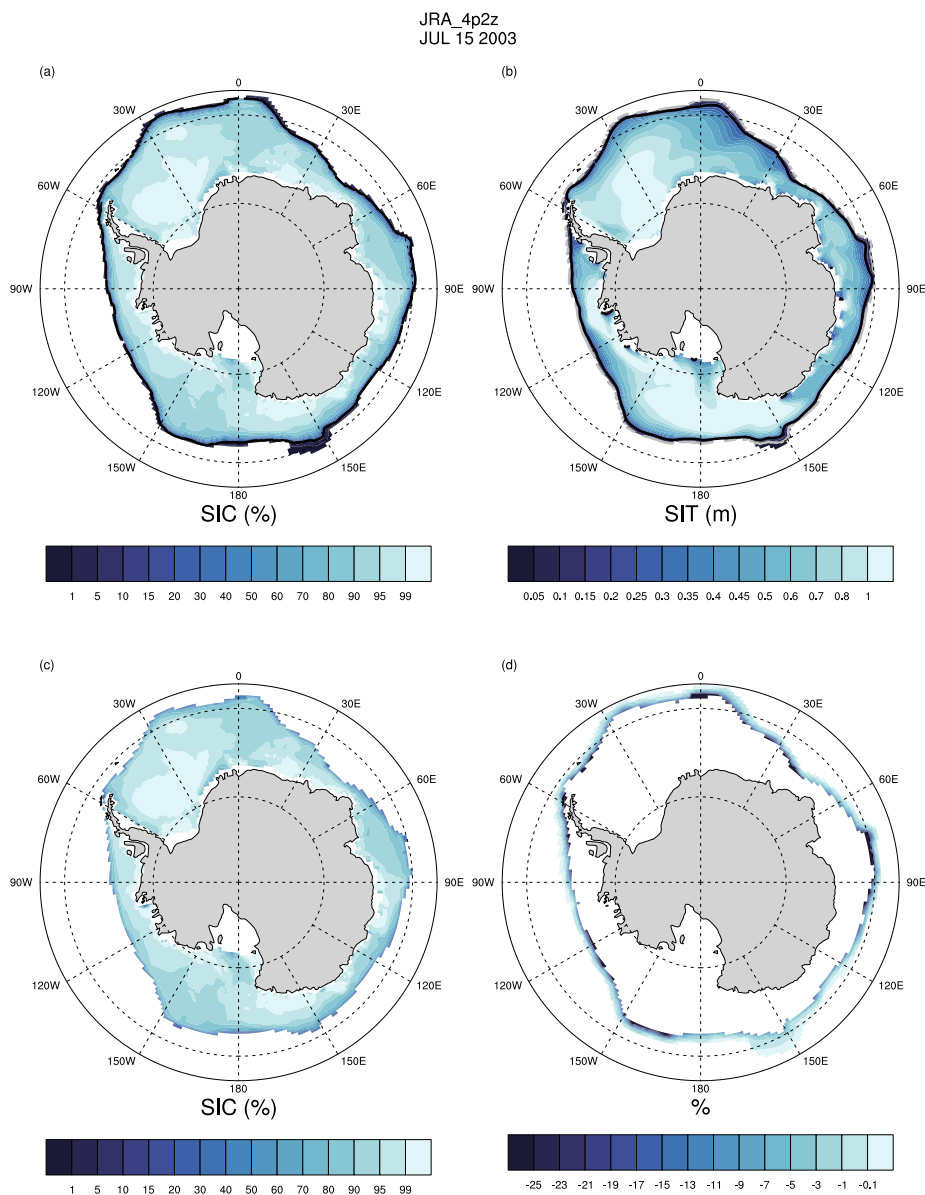 JRA_4p2z
JUL 15 2003
(a)
0
30W
30E
60W
60E
90W
90E
120W
120E
150W
150E
180
SIC (%)
1 5 10 15 20 30 40 50 60 70 80 90 95 99
(b)
0
30W
30E
60W
60E
90W
90E
120W
120E
150W
150E
180
SIT (m)
0.05 0.1 0.15 0.2 0.25 0.3 0.35 0.4 0.45 0.5 0.6 0.7 0.8 1
(c)
0
30W
30E
60W
60E
90W
90E
120W
120E
150W
150E
180
SIC (%)
1 5 10 15 20 30 40 50 60 70 80 90 95 99
(d)
0
30W
30E
60W
60E
90W
90E
120W
120E
150W
150E
180
%
-25 -23 -21 -19 -17 -15 -13 -11 -9 -7 -5 -3 -1 -0.1